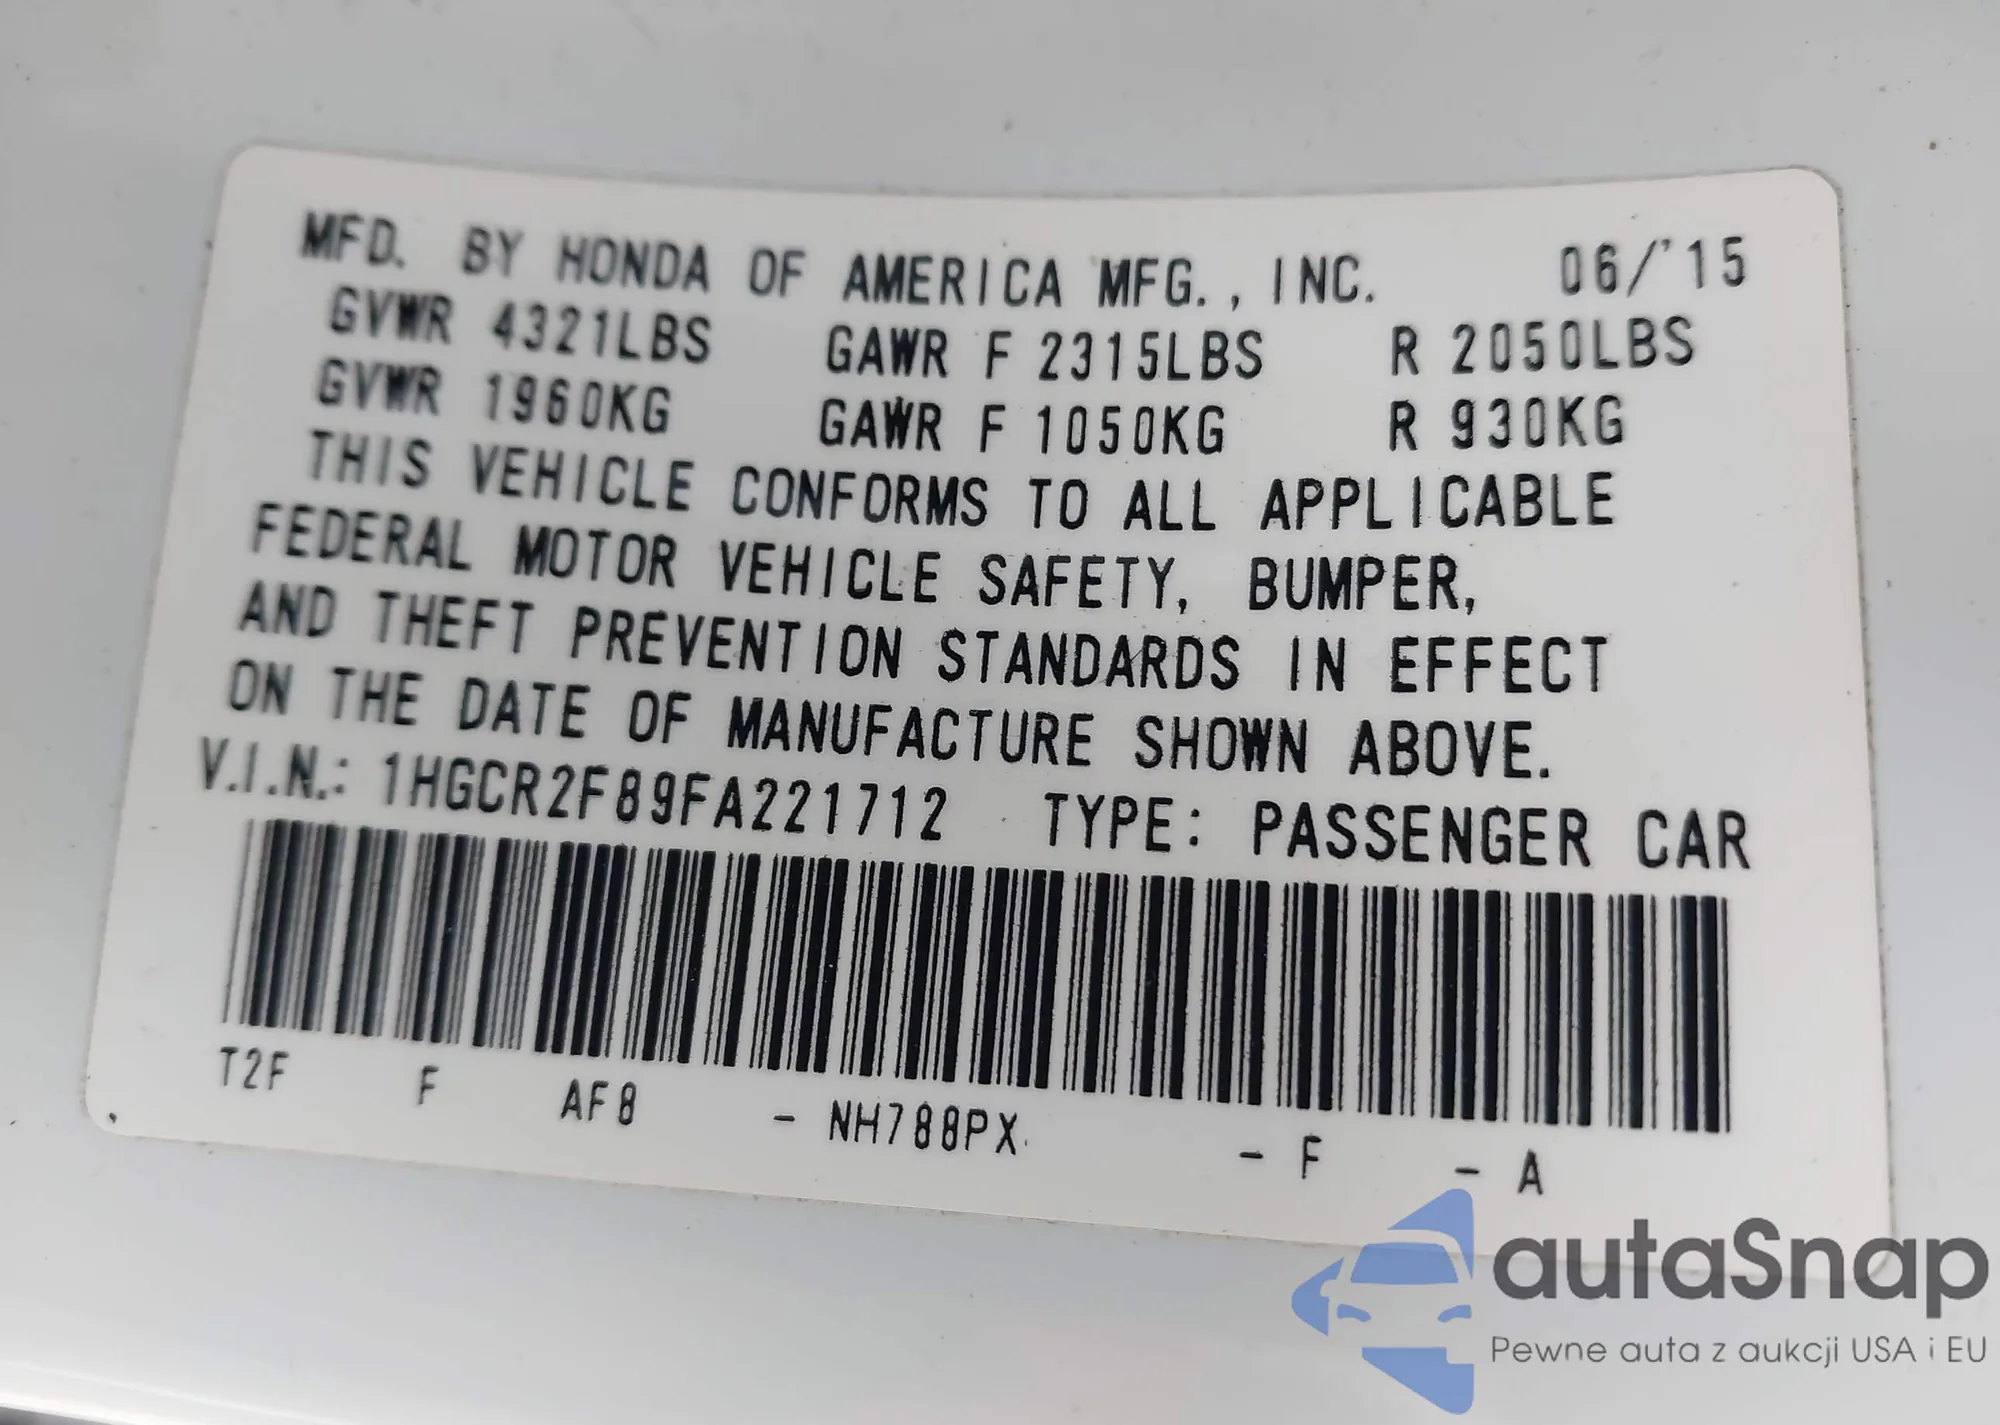 MFD. BY HONDA OF AMERICA MFG., INC. 06/'15
GVWR 4321LBS GAWR F 2315LBS R 2050LBS
GVWR 1960KG GAWR F 1050KG R 930KG
THIS VEHICLE CONFORMS TO ALL APPLICABLE
FEDERAL MOTOR VEHICLE SAFETY, BUMPER,
AND THEFT PREVENTION STANDARDS IN EFFECT
ON THE DATE OF MANUFACTURE SHOWN ABOVE.
V.I.N.: 1HGCR2F89FA221712 TYPE: PASSENGER CAR
T2F F AF8 - NH788PX - F - A
autaSnap
Pewne auta z aukcji USA i EU